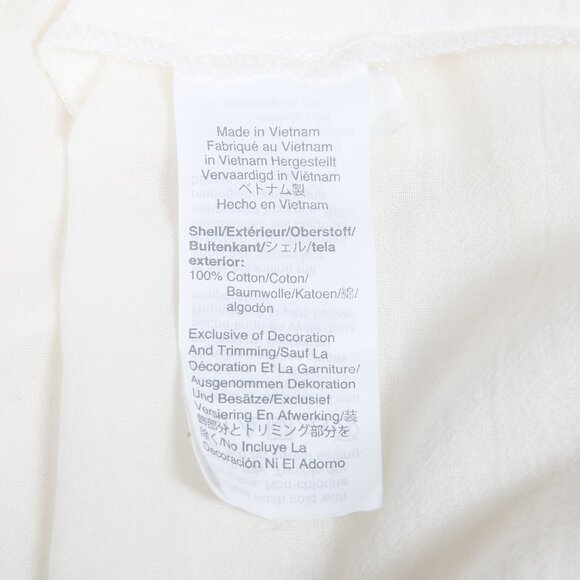 Made in Vietnam
Fabriqué au Vietnam
in Vietnam Hergestellt
Vervaardigd in Viëtnam
ベトナム製
Hecho en Vietnam
Shell/Extérieur/Oberstoff/
Buitenkant/シェル/tela
exterior:
100% Cotton/Coton/
Baumwolle/Katoen/綿/
algodón
Exclusive of Decoration
And Trimming/Sauf La
Décoration Et La Garniture/
Ausgenommen Dekoration
Und Besätze/Exclusief
Versiering En Afwerking/装
飾部分とトリミング部分を
除く/No Incluye La
Decoración Ni El Adorno